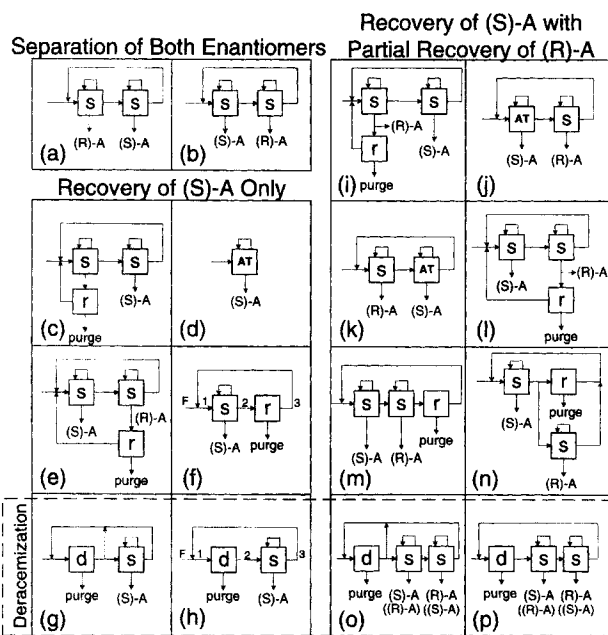 Separation of Both Enantiomers
Recovery of (S)-A with
Partial Recovery of (R)-A
S S
(R)-A (S)-A
(a)
S S
(S)-A (R)-A
(b)
S S
(R)-A
r
(S)-A
purge
(i)
AT S
(S)-A (R)-A
(j)
Recovery of (S)-A Only
S S
r
(S)-A
purge
(c)
AT
(S)-A
(d)
S AT
(R)-A (S)-A
(k)
S S
(R)-A
(S)-A
r
purge
(l)
S S
(R)-A
(S)-A
r
purge
(e)
F 1 S 2 r 3
purge
(S)-A
(f)
S S r
purge
(S)-A (R)-A
(m)
S r
purge
(S)-A
S
(R)-A
(n)
Deracemization
d S
purge (S)-A
(g)
F 1 d 2 S 3
purge (S)-A
(h)
d S S
purge (S)-A (R)-A
((R)-A) ((S)-A)
(o)
d S S
purge (S)-A (R)-A
((R)-A) ((S)-A)
(p)